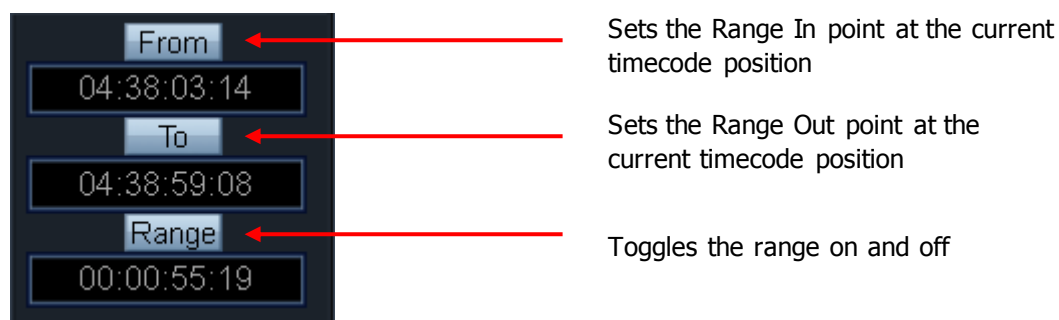 From
04:38:03:14
To
04:38:59:08
Range
00:00:55:19
Sets the Range In point at the current
timecode position
Sets the Range Out point at the
current timecode position
Toggles the range on and off